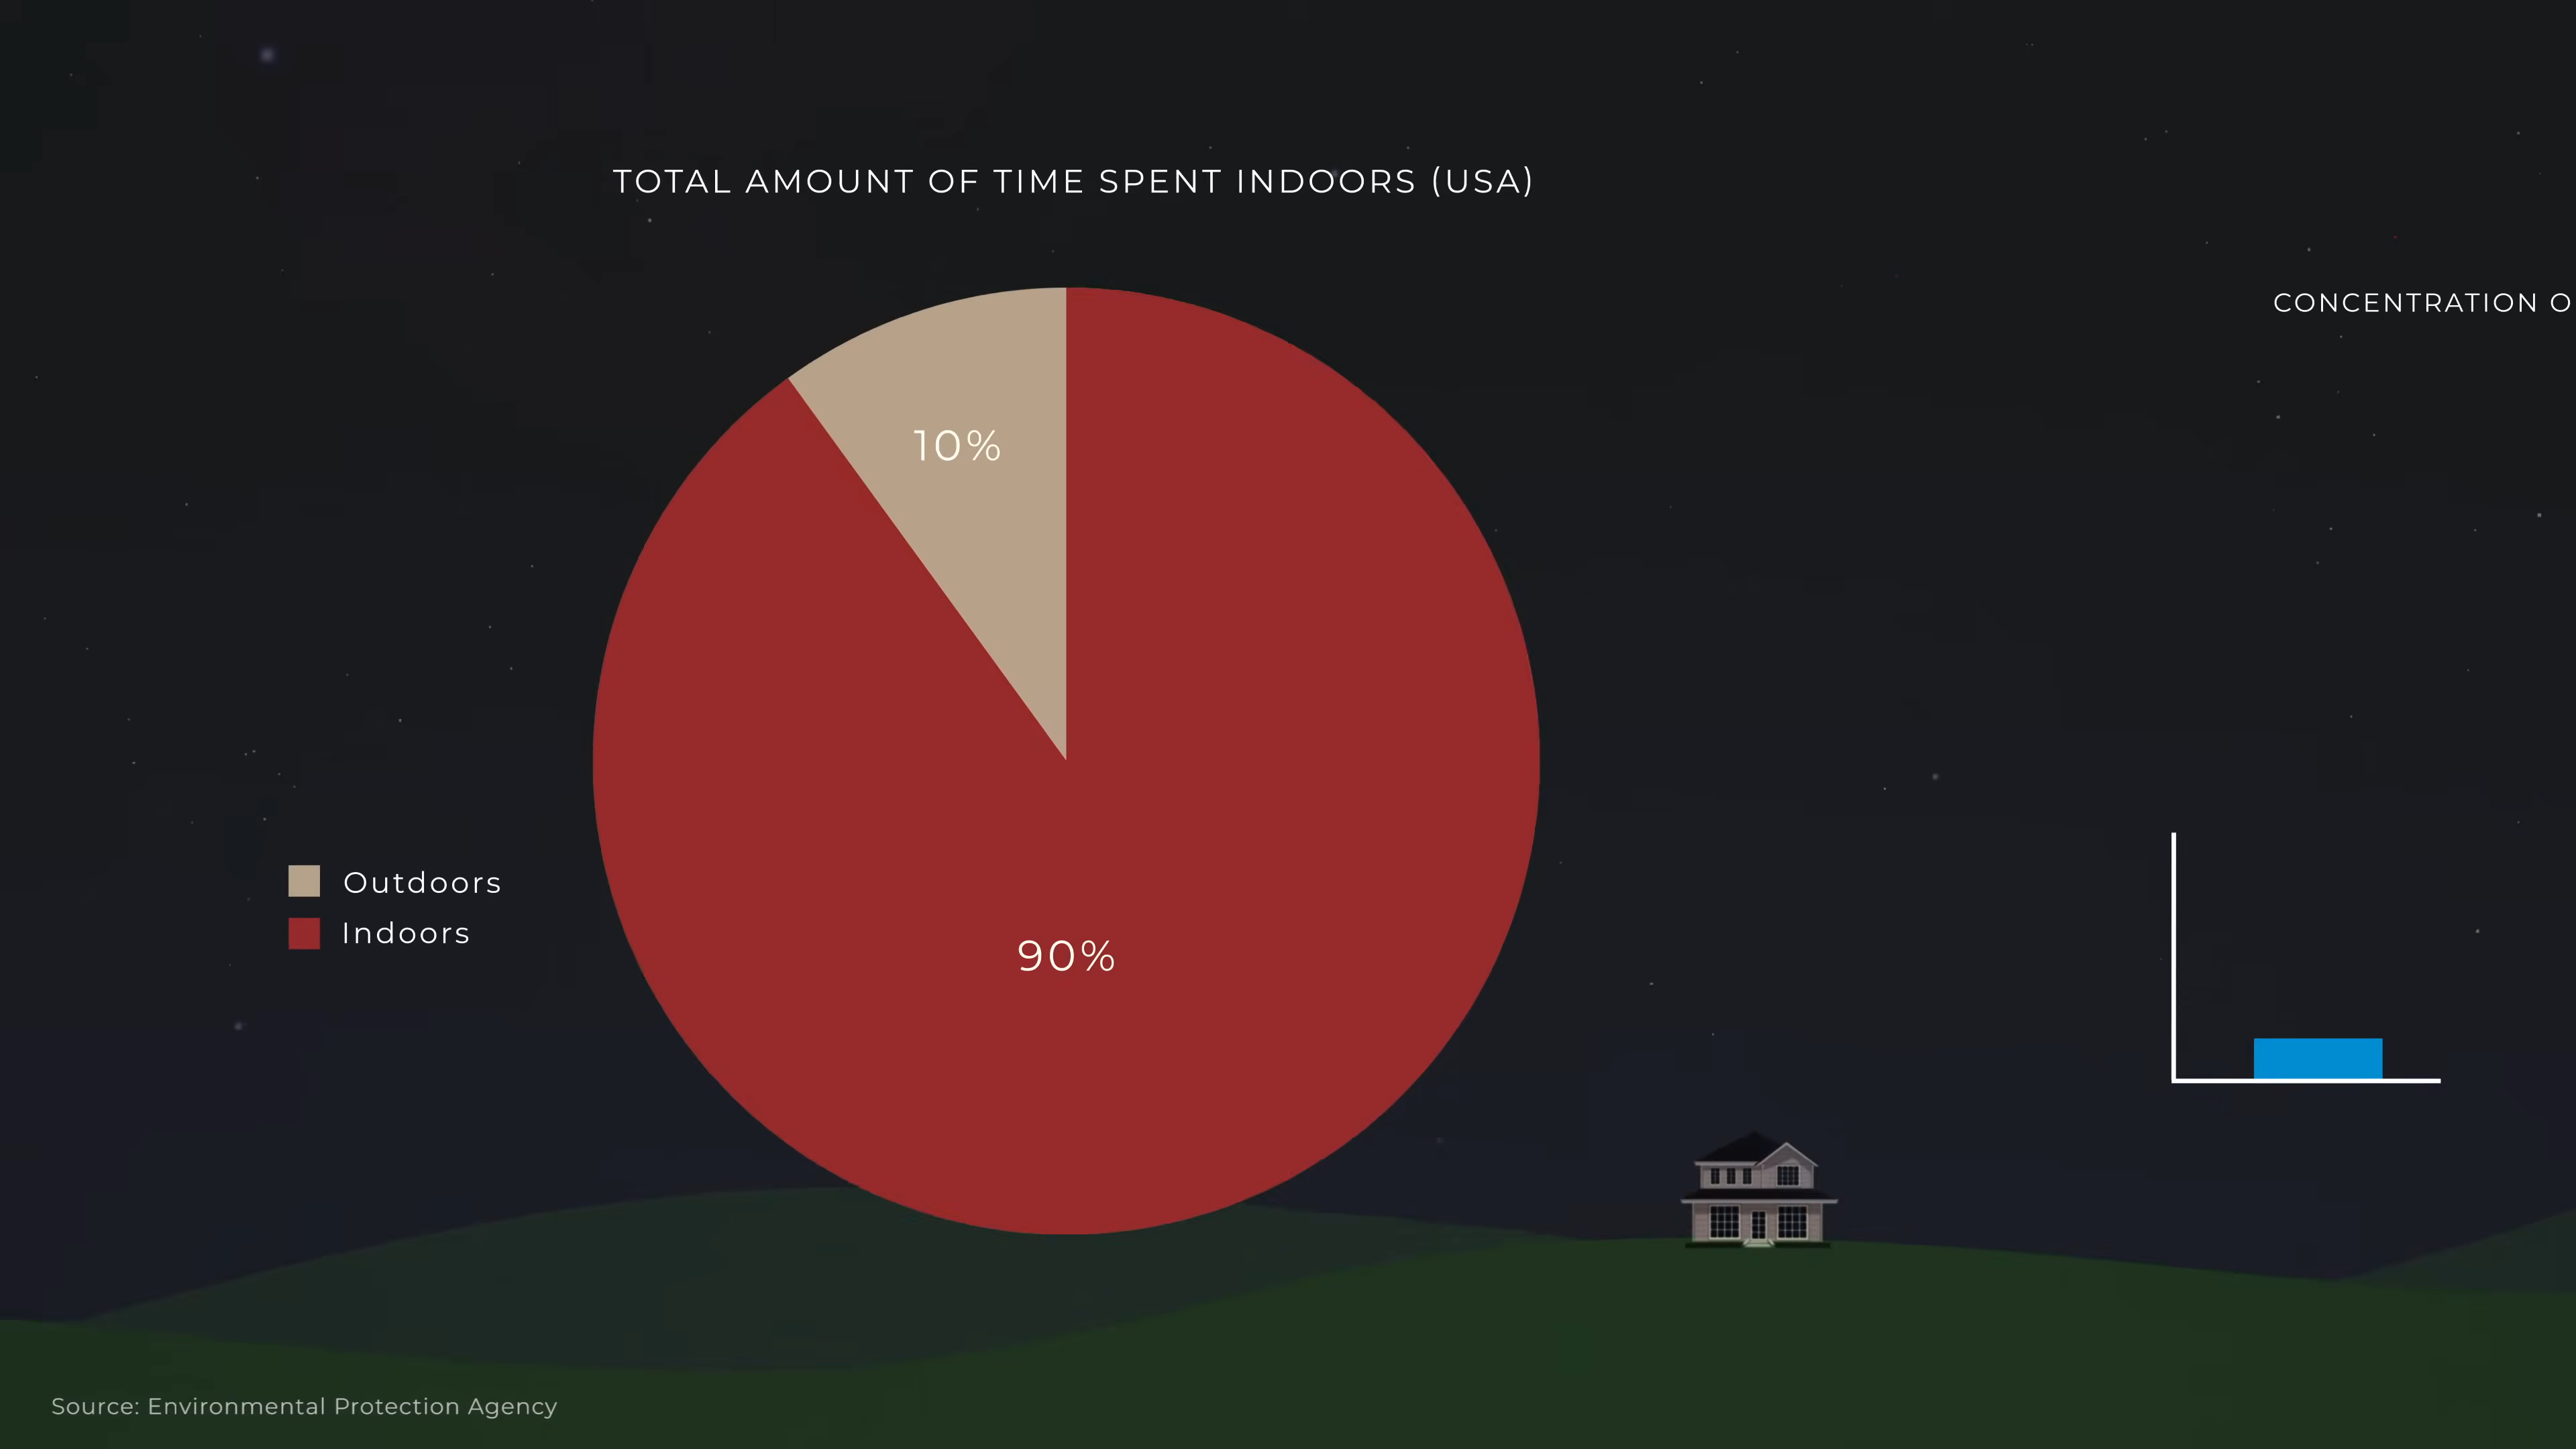 TOTAL AMOUNT OF TIME SPENT INDOORS (USA)
CONCENTRATION O
10%
Outdoors
Indoors
90%
Source: Environmental Protection Agency